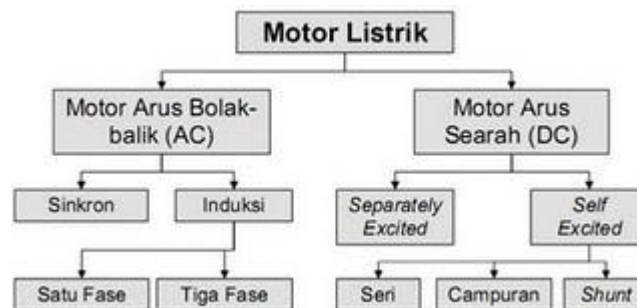 Motor Listrik
Motor Arus Bolak-
balik (AC)
Motor Arus
Searah (DC)
Sinkron
Induksi
Separately
Excited
Self
Excited
Satu Fase
Tiga Fase
Seri
Campuran
Shunt